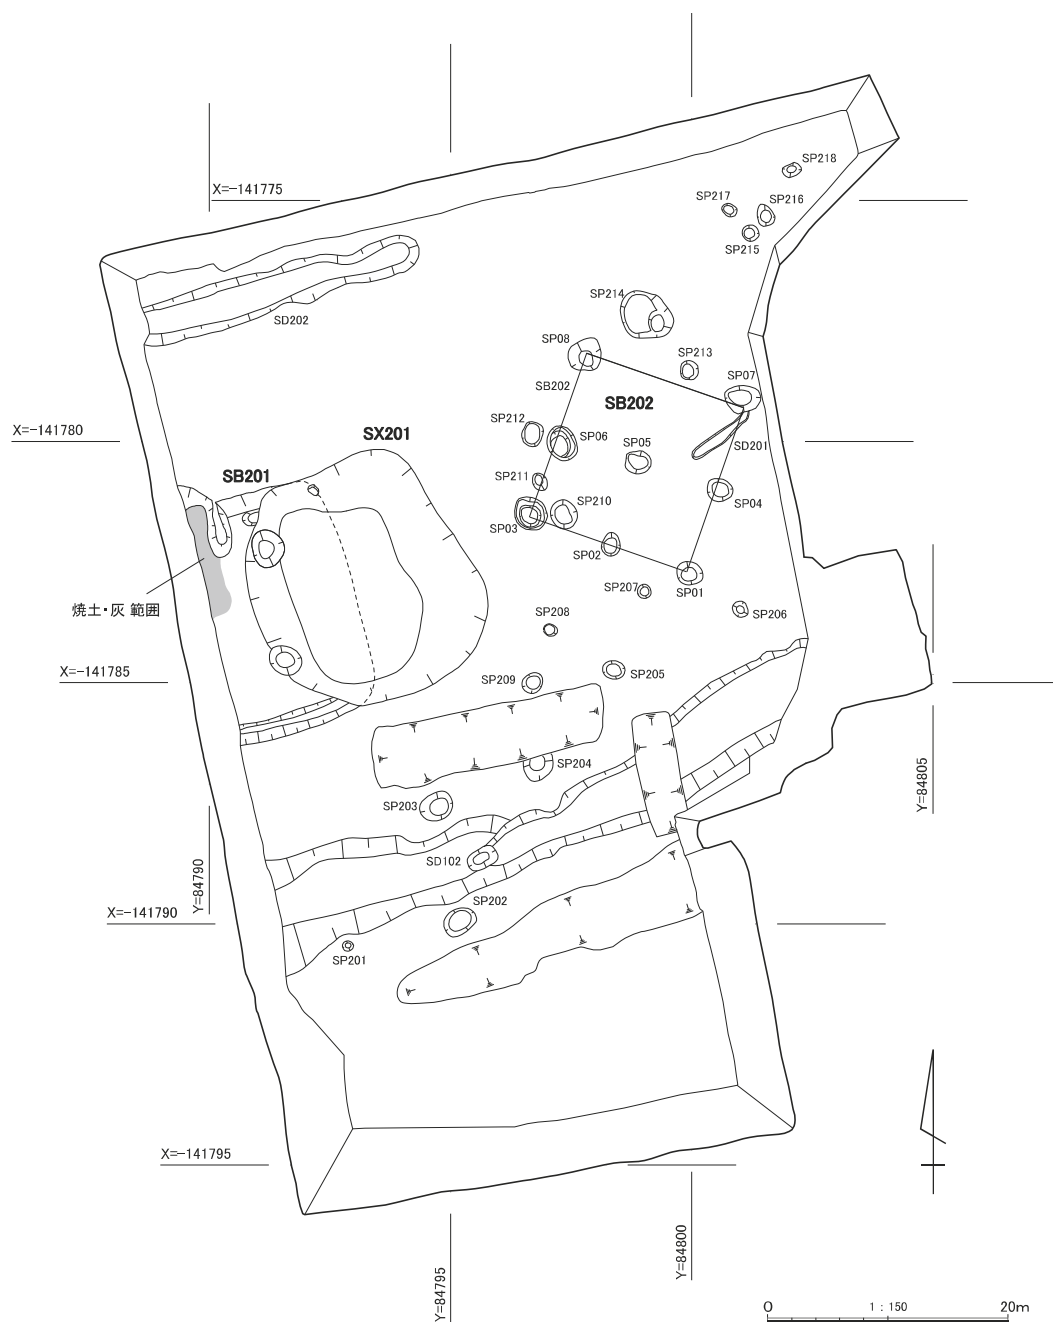 SP218
X=-141775
SP217
SP216
SP215
SD202
SP214
SP08
SP213
SP07
SB202
SB202
X=-141780
SX201
SP212
SP06
SP05
SD201
SB201
SP211
SP04
SP03
SP210
SP02
焼土・灰 範囲
SP207
SP01
SP206
SP208
X=-141785
SP209
SP205
SP204
SP203
Y=84805
SD102
Y=84790
X=-141790
SP202
SP201
X=-141795
Y=84795
Y=84800
0
1 : 150
20m